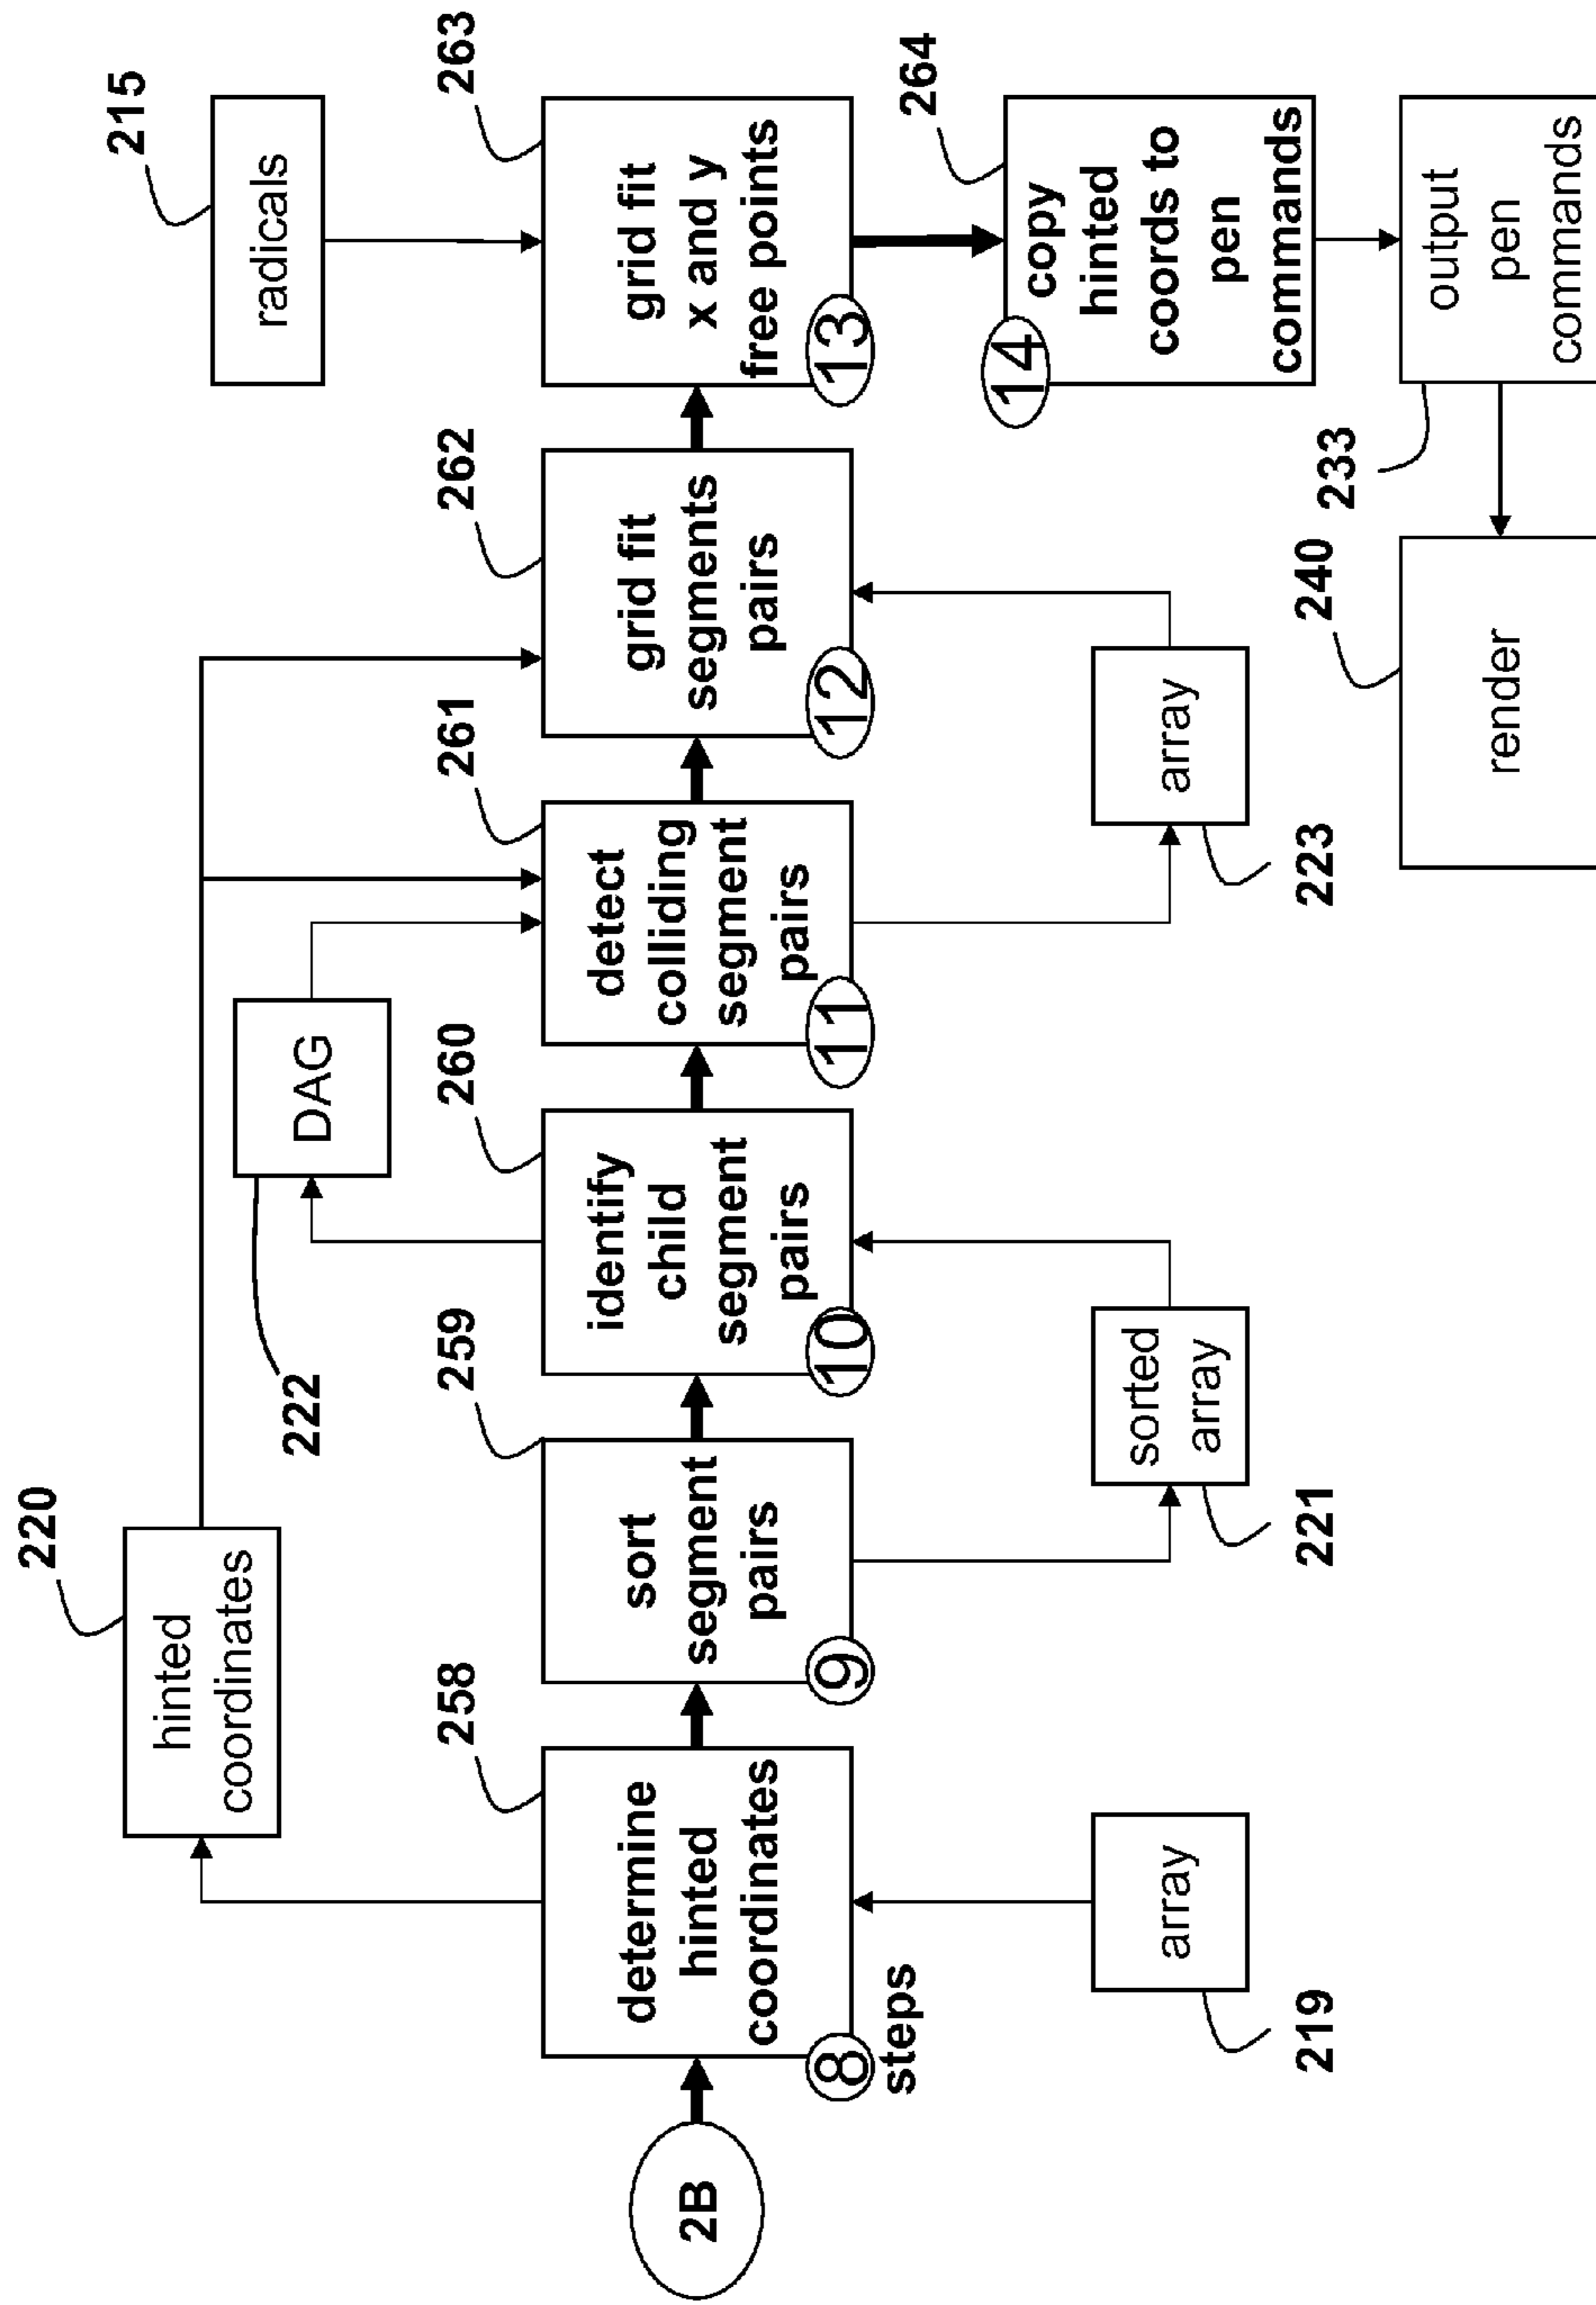 220
hinted
coordinates
215
radicals
222
DAG
258
determine
hinted
coordinates
259
sort
segment
pairs
260
identify
child
segment
pairs
261
detect
colliding
segment
pairs
262
grid fit
segments
pairs
263
grid fit
x and y
free points
2B
8
steps
9
10
11
12
13
264
14
copy
hinted
coords to
pen
commands
219
array
221
sorted
array
223
array
240
render
233
output
pen
commands